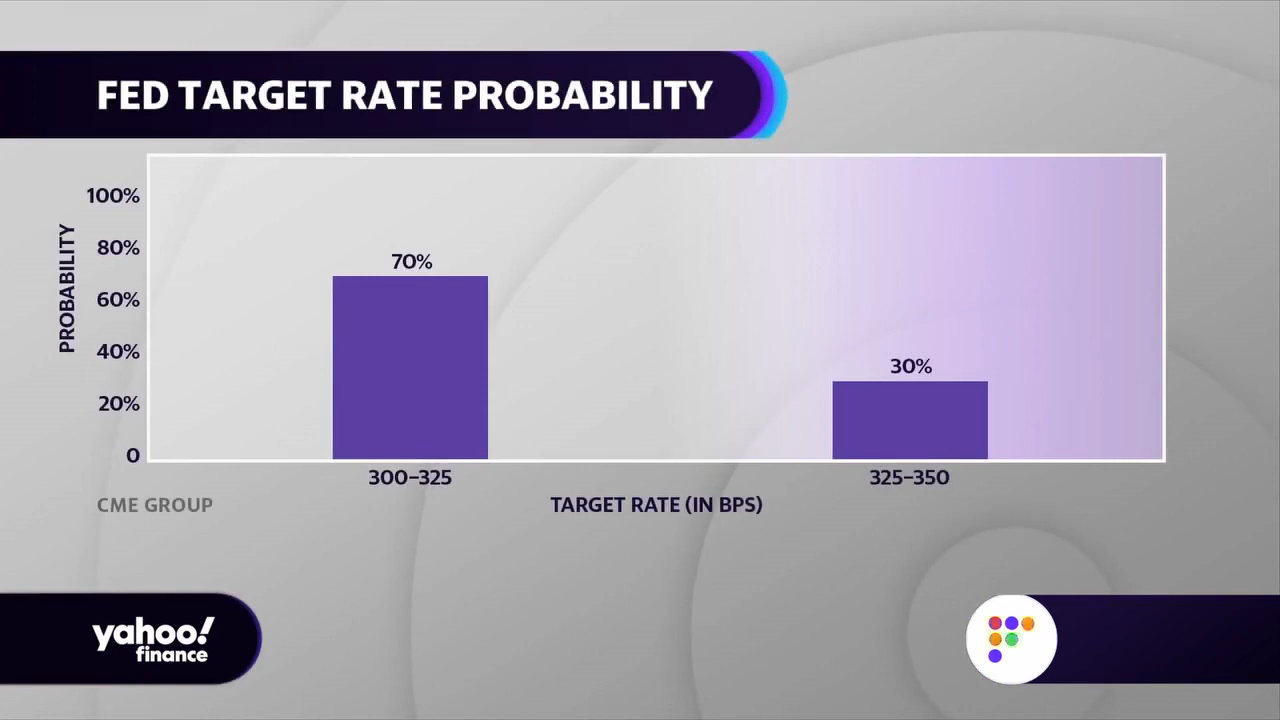 FED TARGET RATE PROBABILITY
PROBABILITY
100%
80%
60%
40%
20%
0
70%
30%
300–325
325–350
TARGET RATE (IN BPS)
CME GROUP
yahoo!
finance